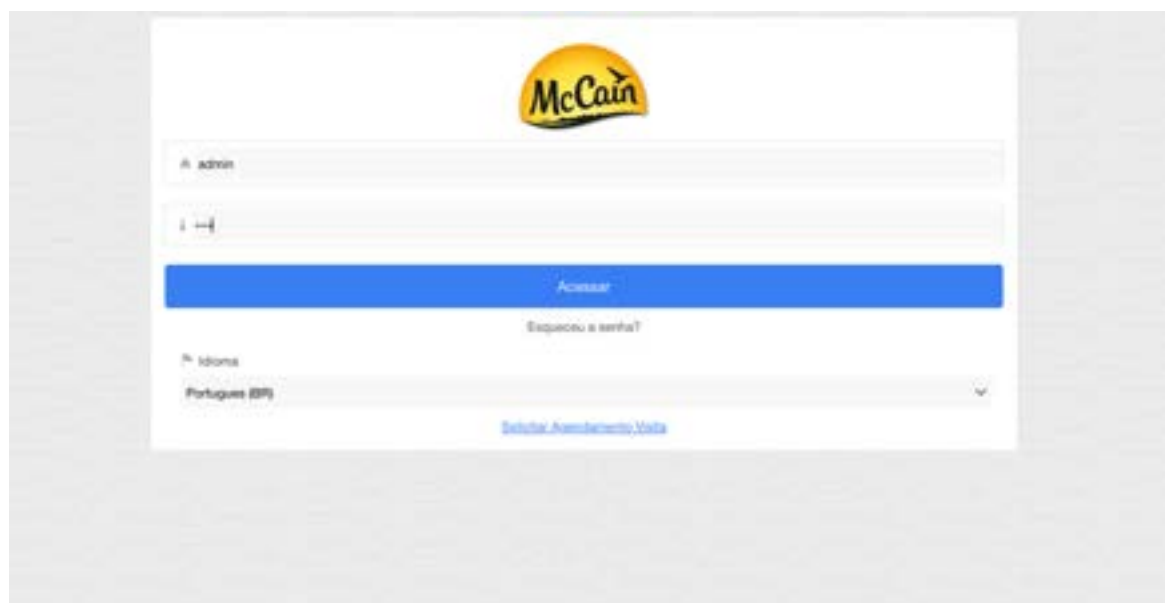 McCain
admin
Acessar
Esqueceu a senha?
Idioma
Portugues (BR)
Solicitar Agendamento Visita